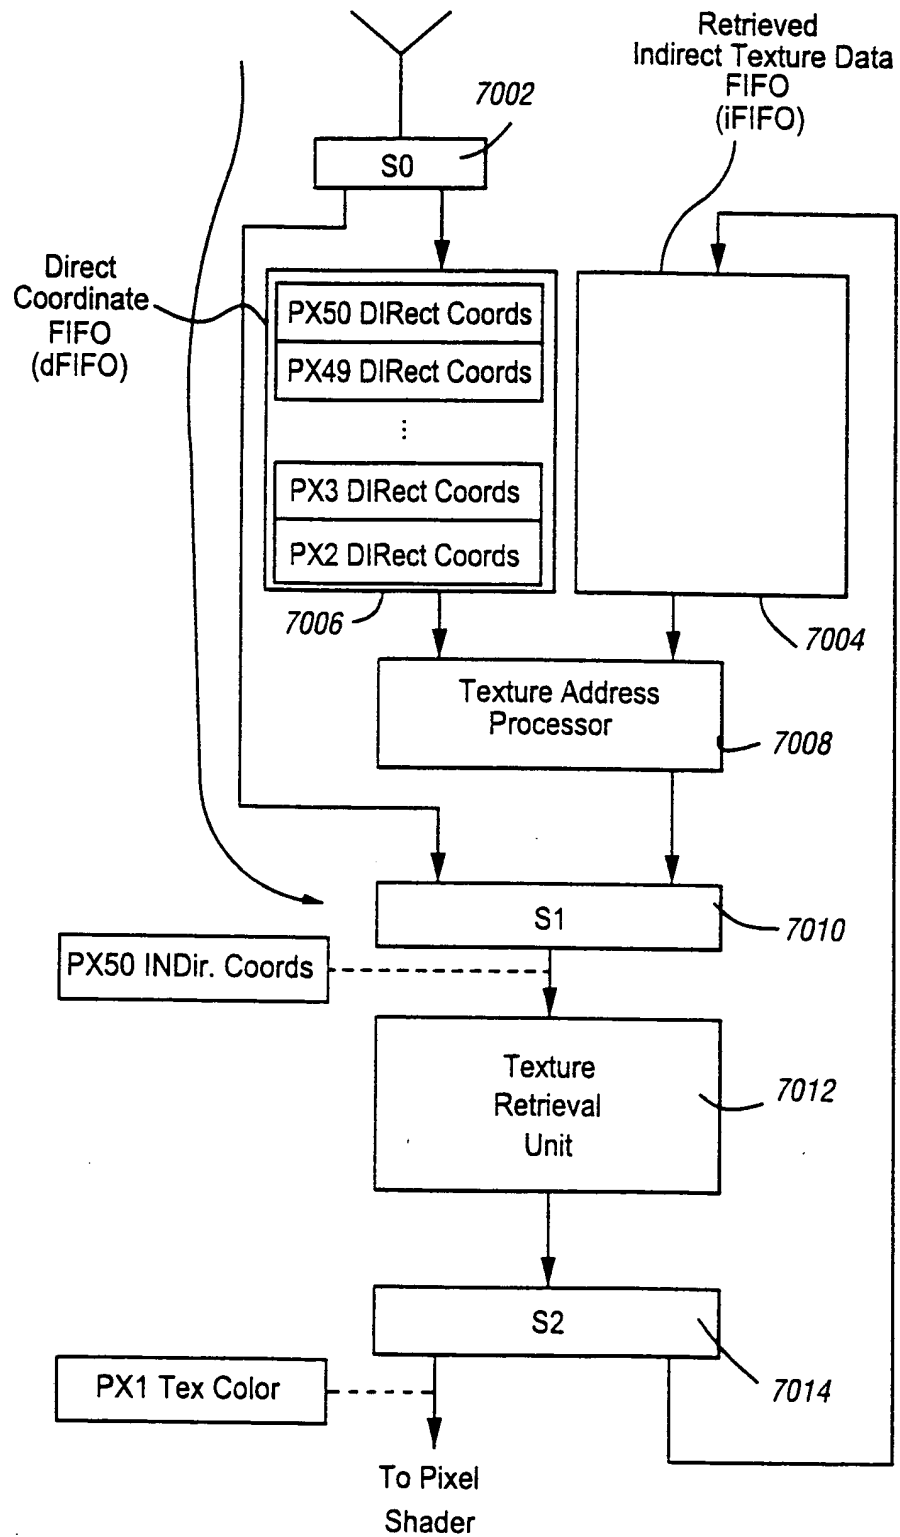 Retrieved
Indirect Texture Data
FIFO
(iFIFO)
7002
S0
Direct
Coordinate
FIFO
(dFIFO)
PX50 DIRect Coords
PX49 DIRect Coords
⋮
PX3 DIRect Coords
PX2 DIRect Coords
7006
7004
Texture Address
Processor
7008
S1
7010
PX50 INDir. Coords
Texture
Retrieval
Unit
7012
S2
7014
PX1 Tex Color
To Pixel
Shader